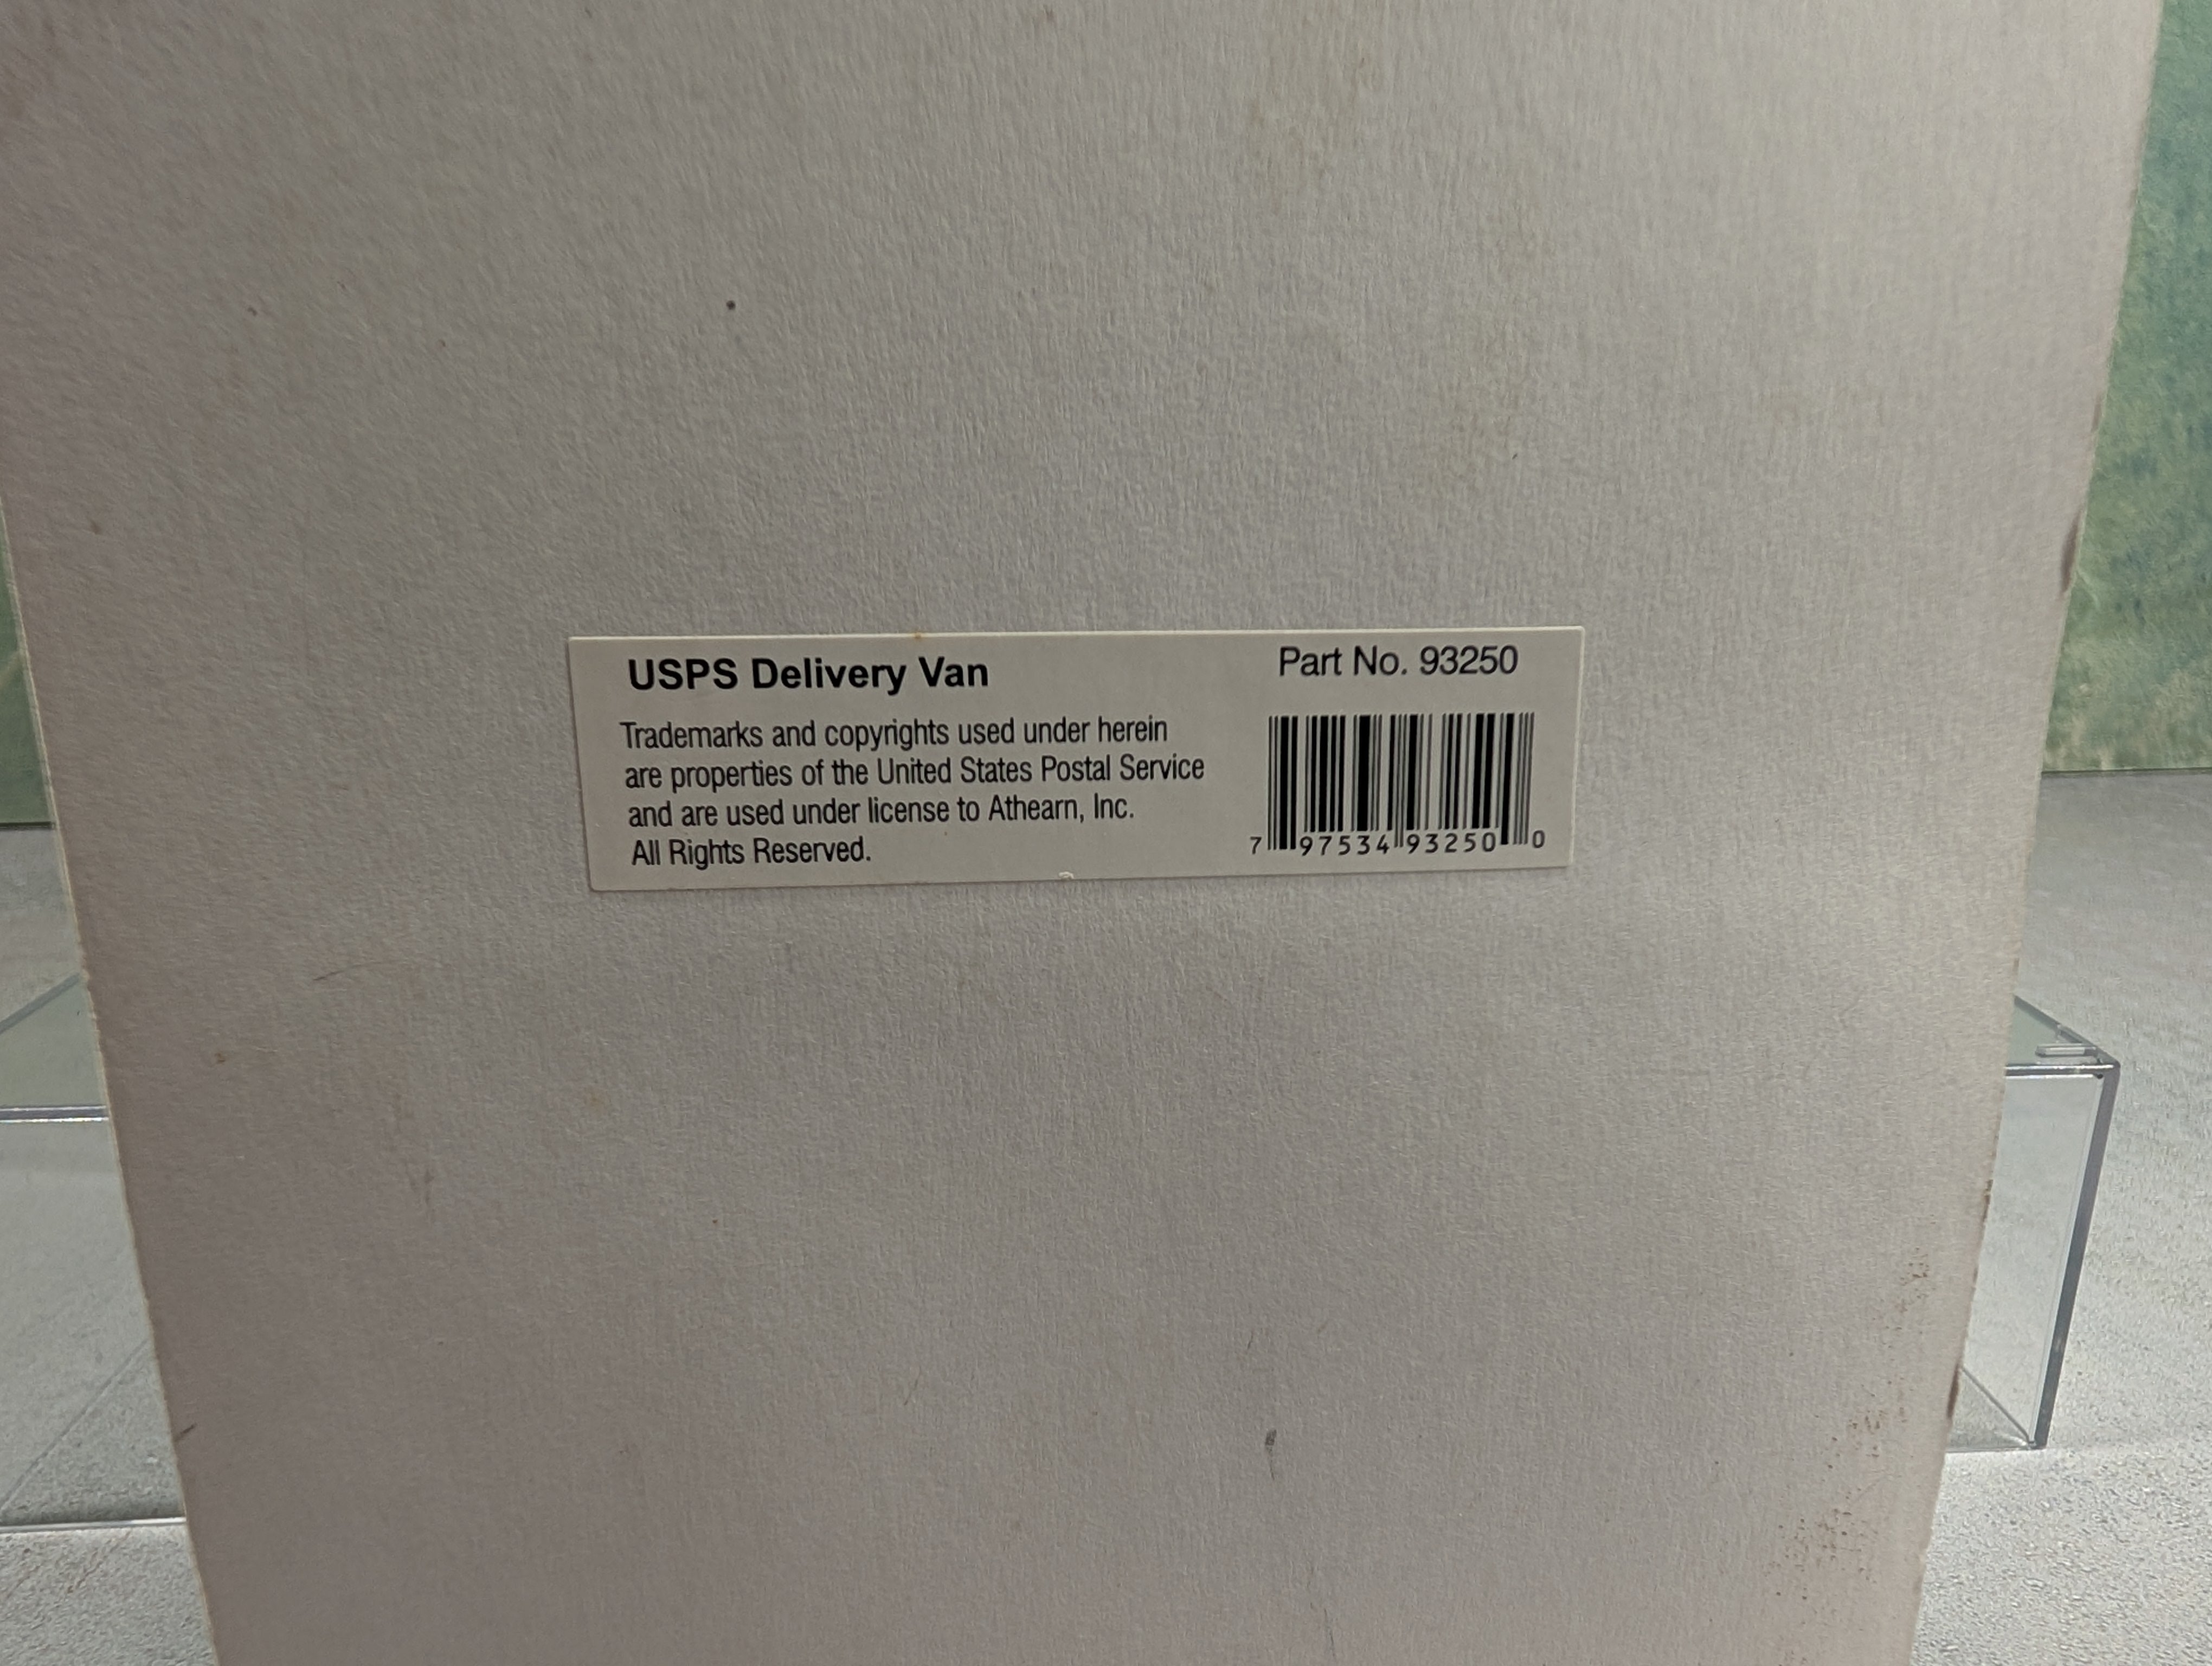 USPS Delivery Van
Part No. 93250
Trademarks and copyrights used under herein
are properties of the United States Postal Service
and are used under license to Athearn, Inc.
All Rights Reserved.
7 97534 93250 0